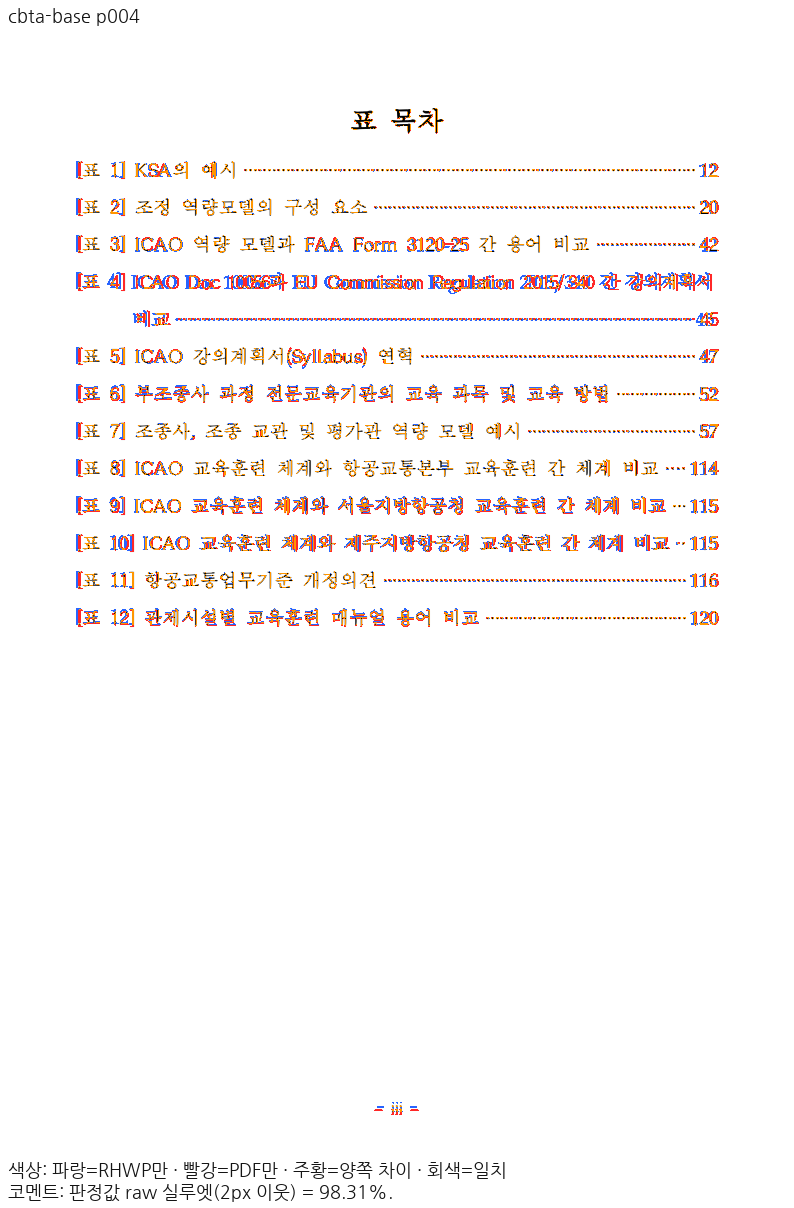 cbta-base p004
표 목차
[표 1] KSA의 예시 ········ 12
[표 2] 조정 역량모델의 구성 요소 ········ 20
[표 3] ICAO 역량 모델과 FAA Form 3120-25 간 용어 비교 ········ 42
[표 4] ICAO Doc 10056과 EU Commission Regulation 2015/340 간 강의계획서
비교 ········ 45
[표 5] ICAO 강의계획서(Syllabus) 연혁 ········ 47
[표 6] 부조종사 과정 전문교육기관의 교육 과목 및 교육 방법 ········ 52
[표 7] 조종사, 조종 교관 및 평가관 역량 모델 예시 ········ 57
[표 8] ICAO 교육훈련 체계와 항공교통본부 교육훈련 간 체계 비교 ···· 114
[표 9] ICAO 교육훈련 체계와 서울지방항공청 교육훈련 간 체계 비교 ··· 115
[표 10] ICAO 교육훈련 체계와 제주지방항공청 교육훈련 간 체계 비교 ·· 115
[표 11] 항공교통업무기준 개정의견 ········ 116
[표 12] 관제시설별 교육훈련 매뉴얼 용어 비교 ········ 120
- iii -
색상: 파랑=RHWP만 · 빨강=PDF만 · 주황=양쪽 차이 · 회색=일치
코멘트: 판정값 raw 실루엣(2px 이웃) = 98.31%.